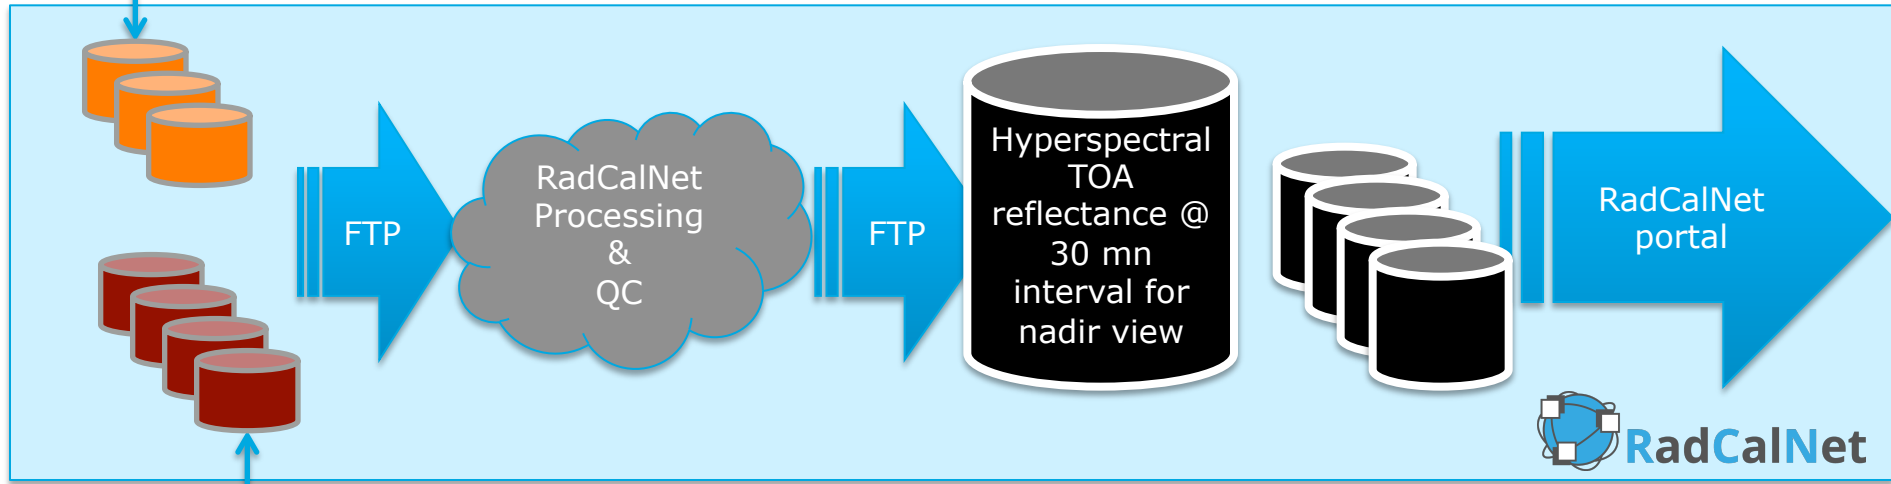 FTP
RadCalNet
Processing
&
QC
FTP
Hyperspectral
TOA
reflectance @
30 mn
interval for
nadir view
RadCalNet
portal
RadCalNet